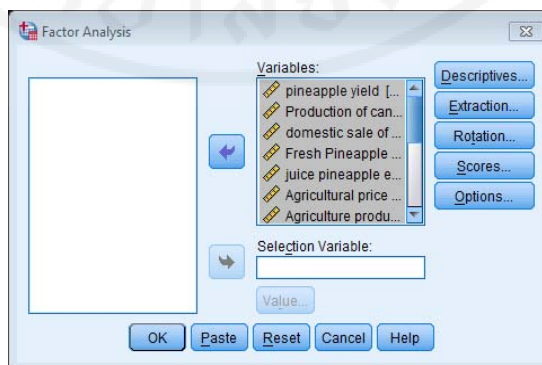 Factor Analysis
Variables:
pineapple yield [...
Production of can...
domestic sale of ...
Fresh Pineapple ...
juice pineapple e...
Agricultural price ...
Agriculture produ...
Descriptives...
Extraction...
Rotation...
Scores...
Options...
Selection Variable:
Value...
OK Paste Reset Cancel Help